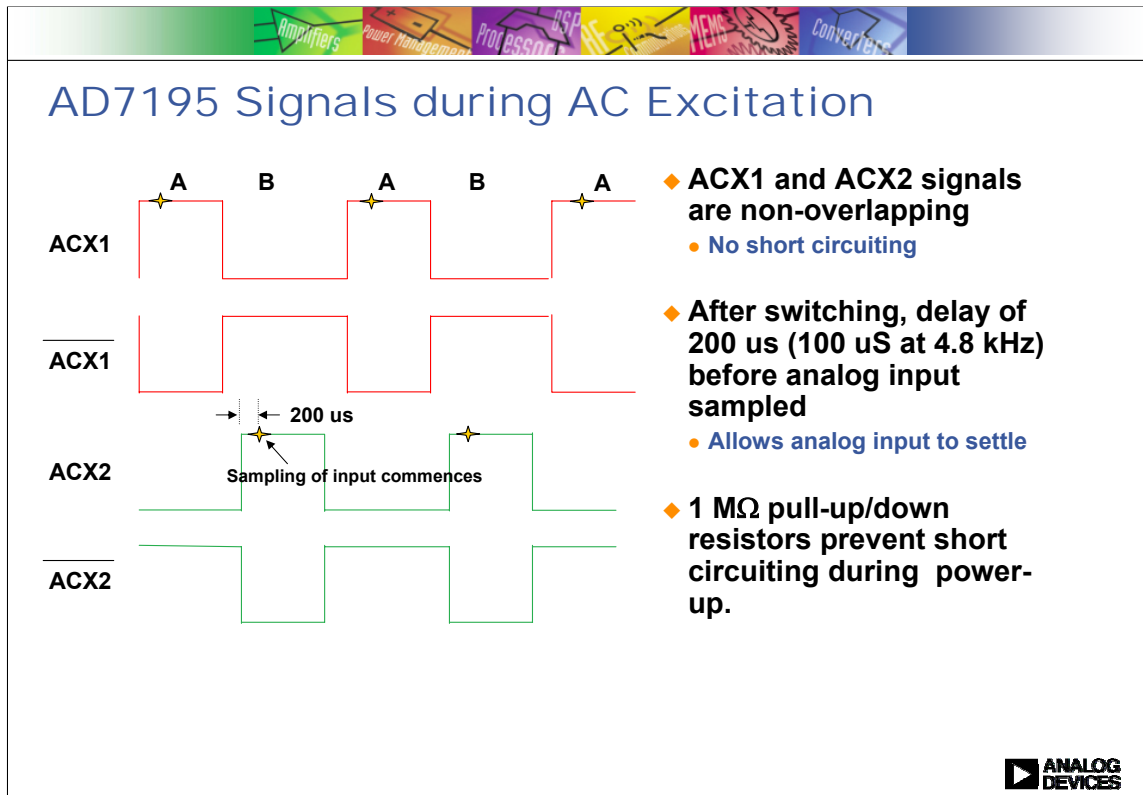 Amplifiers Power Management Processors DSP RF Communications MEMS Converters
AD7195 Signals during AC Excitation
A B A B A
ACX1
ACX1
200 us
ACX2
Sampling of input commences
ACX2
◆ ACX1 and ACX2 signals
are non-overlapping
● No short circuiting
◆ After switching, delay of
200 us (100 uS at 4.8 kHz)
before analog input
sampled
● Allows analog input to settle
◆ 1 MΩ pull-up/down
resistors prevent short
circuiting during power-
up.
ANALOG
DEVICES